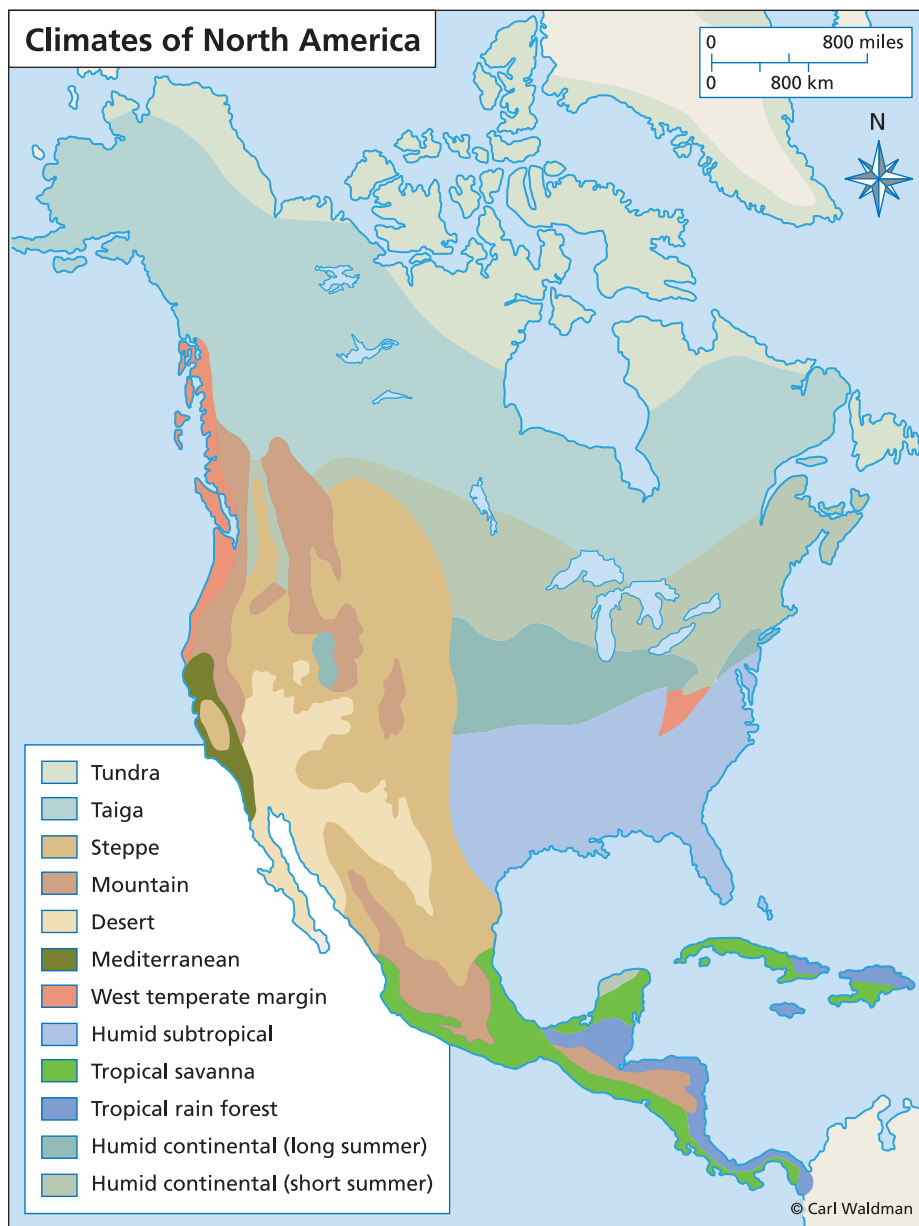 Climates of North America
0 800 miles
0 800 km
N
Tundra
Taiga
Steppe
Mountain
Desert
Mediterranean
West temperate margin
Humid subtropical
Tropical savanna
Tropical rain forest
Humid continental (long summer)
Humid continental (short summer)
© Carl Waldman